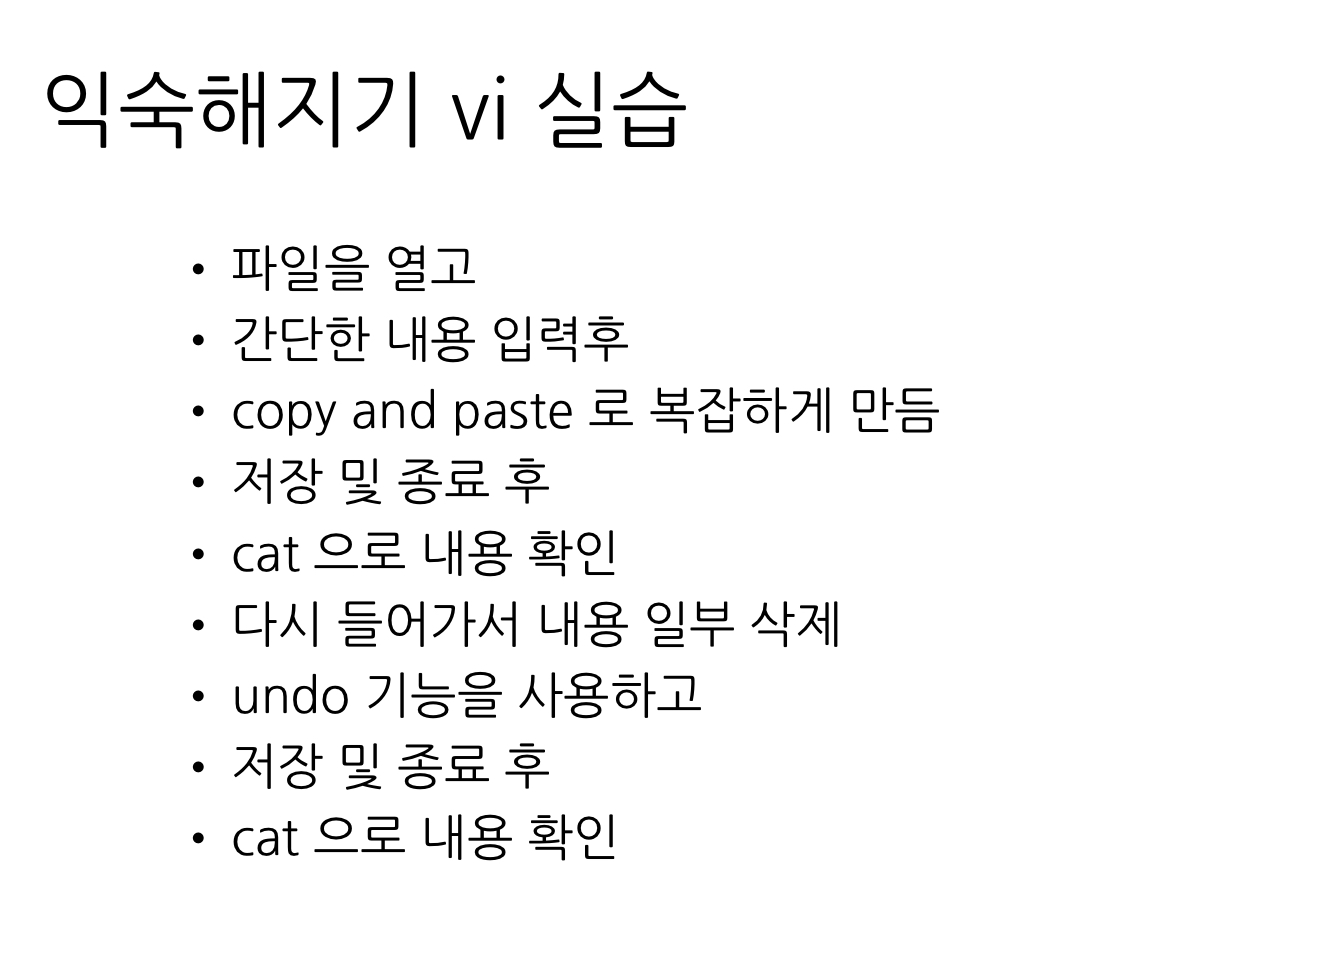 익숙해지기 vi 실습
• 파일을 열고
• 간단한 내용 입력후
• copy and paste 로 복잡하게 만듬
• 저장 및 종료 후
• cat 으로 내용 확인
• 다시 들어가서 내용 일부 삭제
• undo 기능을 사용하고
• 저장 및 종료 후
• cat 으로 내용 확인